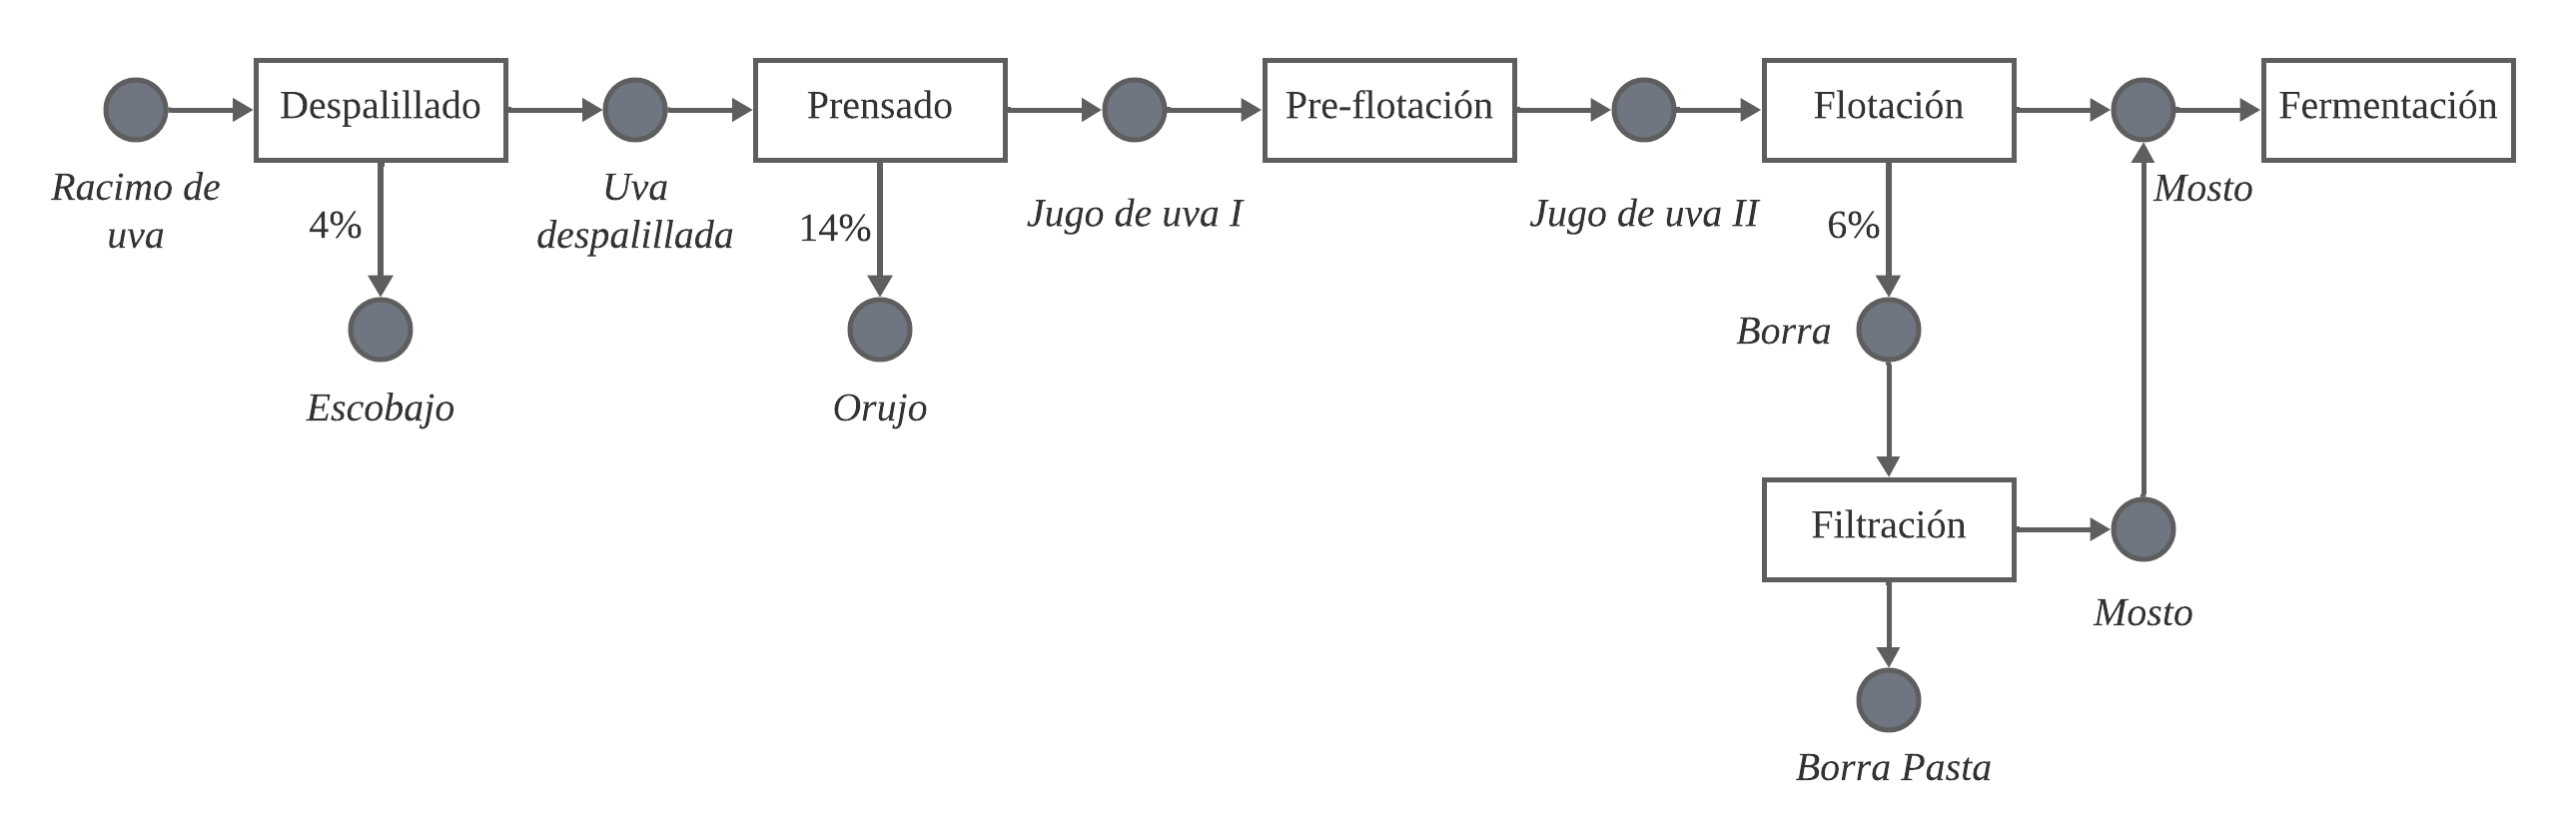 Despalillado
Prensado
Pre-flotación
Flotación
Fermentación
Racimo de
uva
4%
Uva
despalillada
14%
Jugo de uva I
Jugo de uva II
6%
Mosto
Borra
Escobajo
Orujo
Filtración
Mosto
Borra Pasta